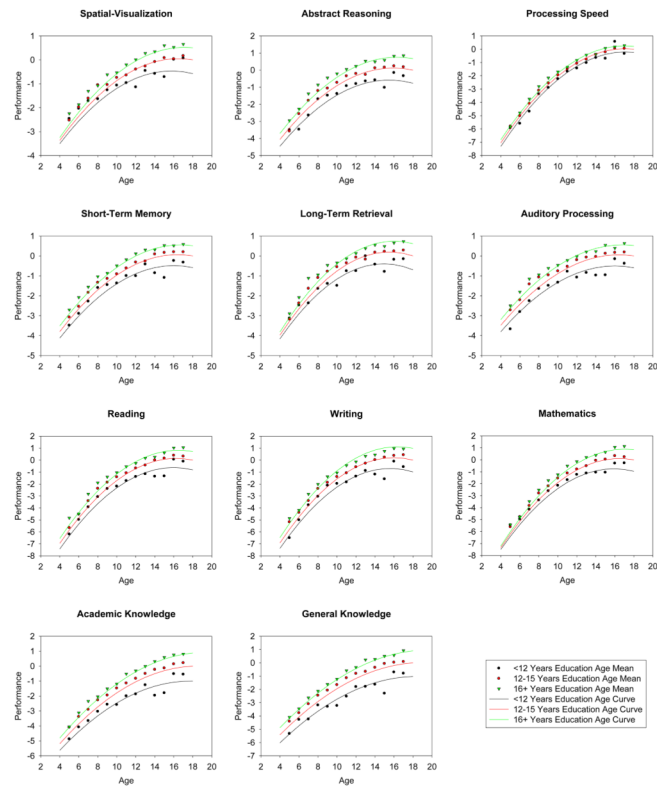 Spatial-Visualization
1
0
-1
-2
-3
-4
Performance
2 4 6 8 10 12 14 16 18 20
Age
Abstract Reasoning
2
1
0
-1
-2
-3
-4
-5
Performance
2 4 6 8 10 12 14 16 18 20
Age
Processing Speed
1
0
-1
-2
-3
-4
-5
-6
-7
-8
Performance
2 4 6 8 10 12 14 16 18 20
Age
Short-Term Memory
1
0
-1
-2
-3
-4
-5
Performance
2 4 6 8 10 12 14 16 18 20
Age
Long-Term Retrieval
1
0
-1
-2
-3
-4
-5
Performance
2 4 6 8 10 12 14 16 18 20
Age
Auditory Processing
1
0
-1
-2
-3
-4
-5
Performance
2 4 6 8 10 12 14 16 18 20
Age
Reading
2
1
0
-1
-2
-3
-4
-5
-6
-7
-8
Performance
2 4 6 8 10 12 14 16 18 20
Age
Writing
2
1
0
-1
-2
-3
-4
-5
-6
-7
-8
Performance
2 4 6 8 10 12 14 16 18 20
Age
Mathematics
2
1
0
-1
-2
-3
-4
-5
-6
-7
-8
Performance
2 4 6 8 10 12 14 16 18 20
Age
Academic Knowledge
2
1
0
-1
-2
-3
-4
-5
-6
Performance
2 4 6 8 10 12 14 16 18 20
Age
General Knowledge
2
1
0
-1
-2
-3
-4
-5
-6
-7
Performance
2 4 6 8 10 12 14 16 18 20
Age
<12 Years Education Age Mean
12-15 Years Education Age Mean
16+ Years Education Age Mean
<12 Years Education Age Curve
12-15 Years Education Age Curve
16+ Years Education Age Curve